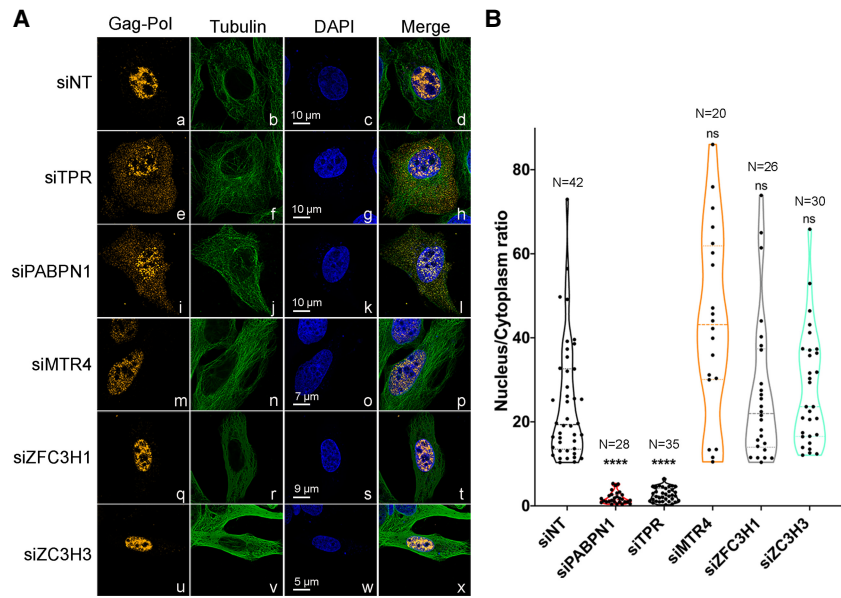 A
Gag-Pol Tubulin DAPI Merge
siNT
a b 10 µm c d
siTPR
e f 10 µm g h
siPABPN1
i j 10 µm k l
siMTR4
m n 7 µm o p
siZFC3H1
q r 9 µm s t
siZC3H3
u v 5 µm w x
B
Nucleus/Cytoplasm ratio
80
60
40
20
0
N=42
N=28
****
N=35
****
N=20
ns
N=26
ns
N=30
ns
siNT
siPABPN1
siTPR
siMTR4
siZFC3H1
siZC3H3